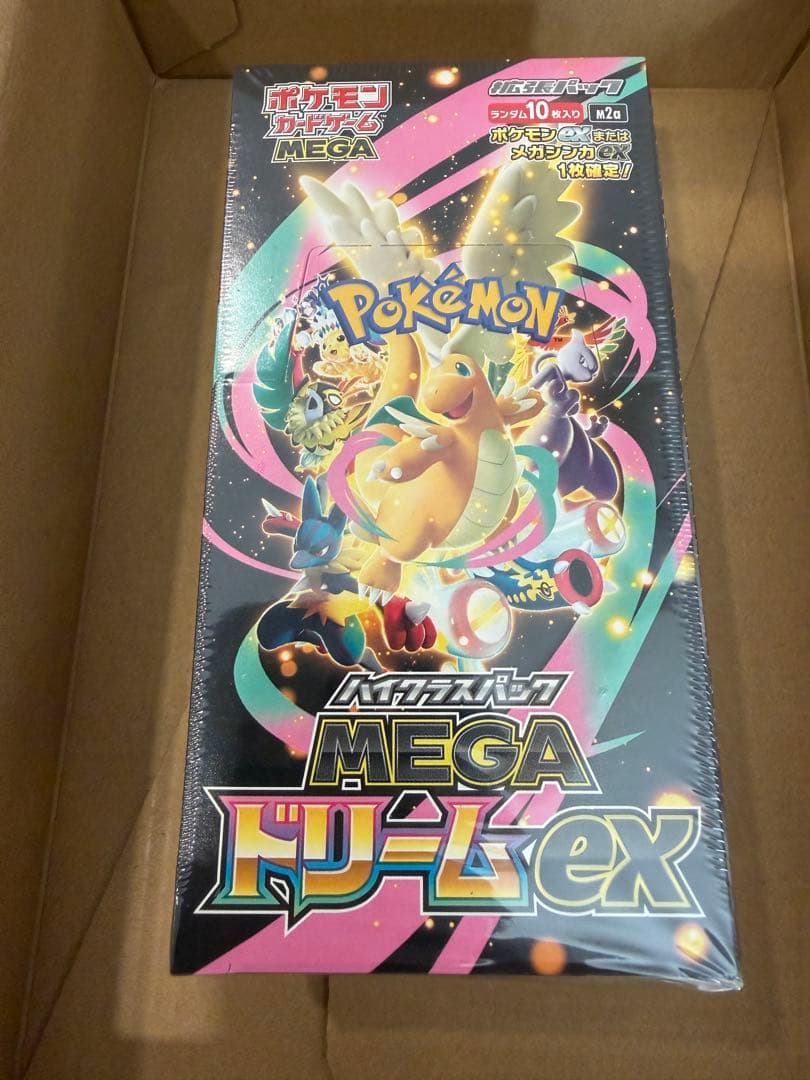 ポケモン
カードゲーム
MEGA
拡張パック
ランダム10枚入り M2a
ポケモンexまたは
メガシンカex
1枚確定!
POKéMON
TM
ハイクラスパック
MEGA
ドリームex